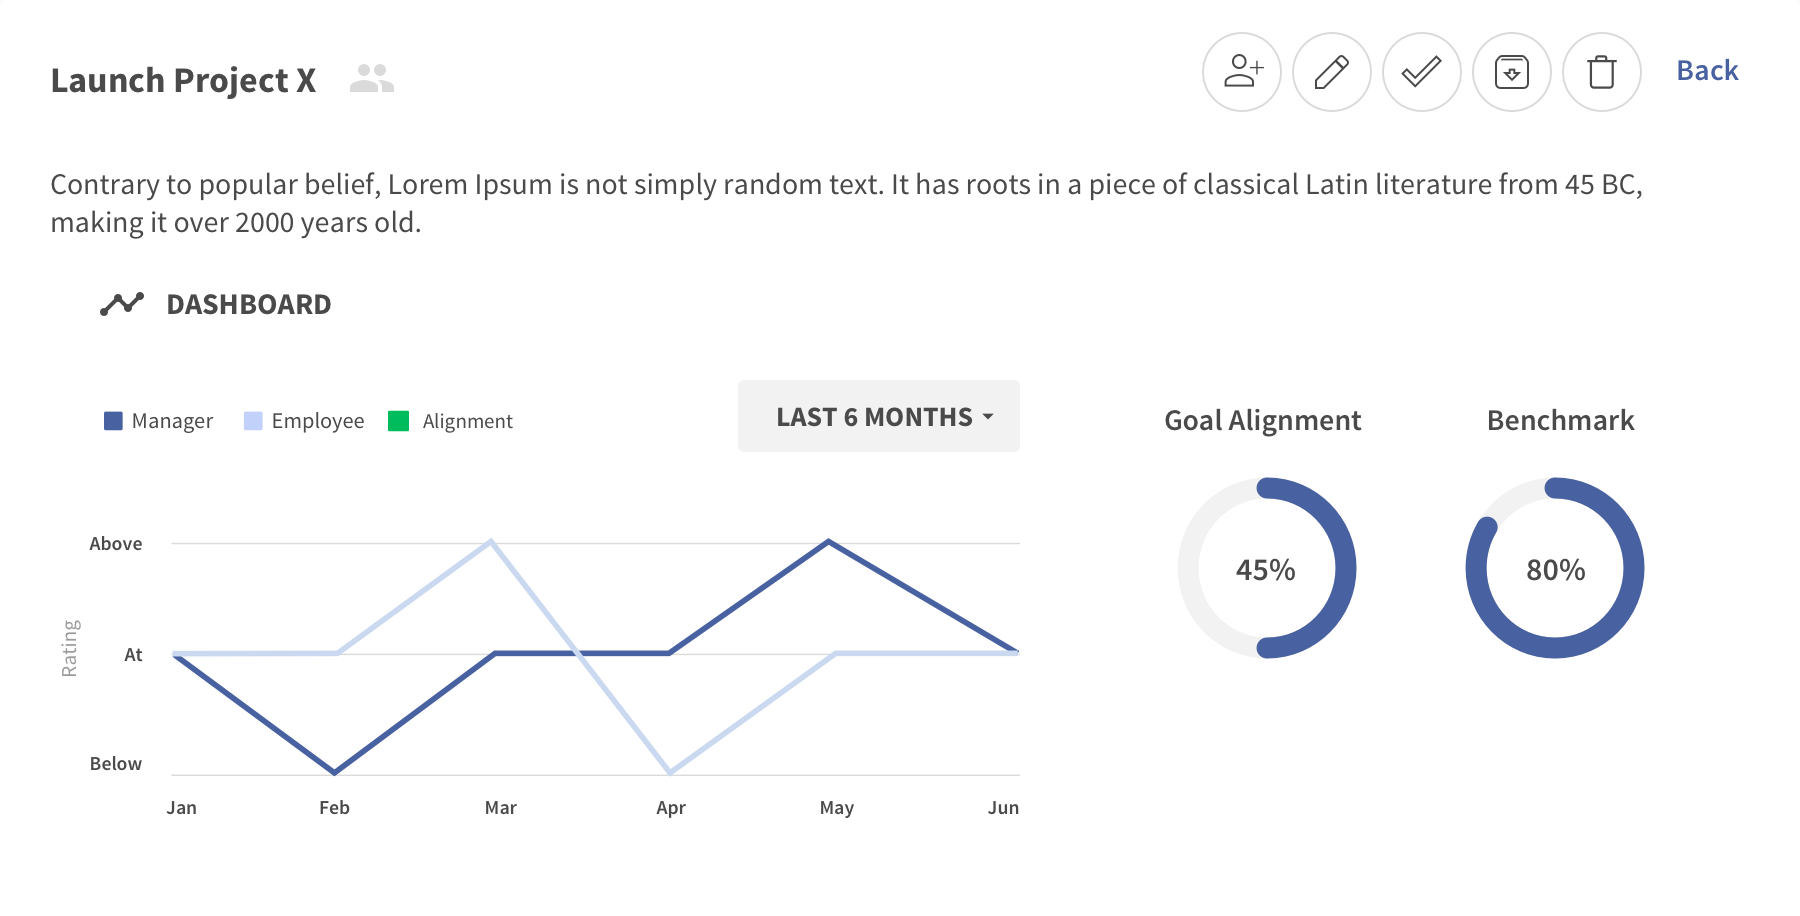 Launch Project X
Back
Contrary to popular belief, Lorem Ipsum is not simply random text. It has roots in a piece of classical Latin literature from 45 BC,
making it over 2000 years old.
DASHBOARD
Manager
Employee
Alignment
LAST 6 MONTHS
Goal Alignment
Benchmark
45%
80%
Rating
Above
At
Below
Jan
Feb
Mar
Apr
May
Jun